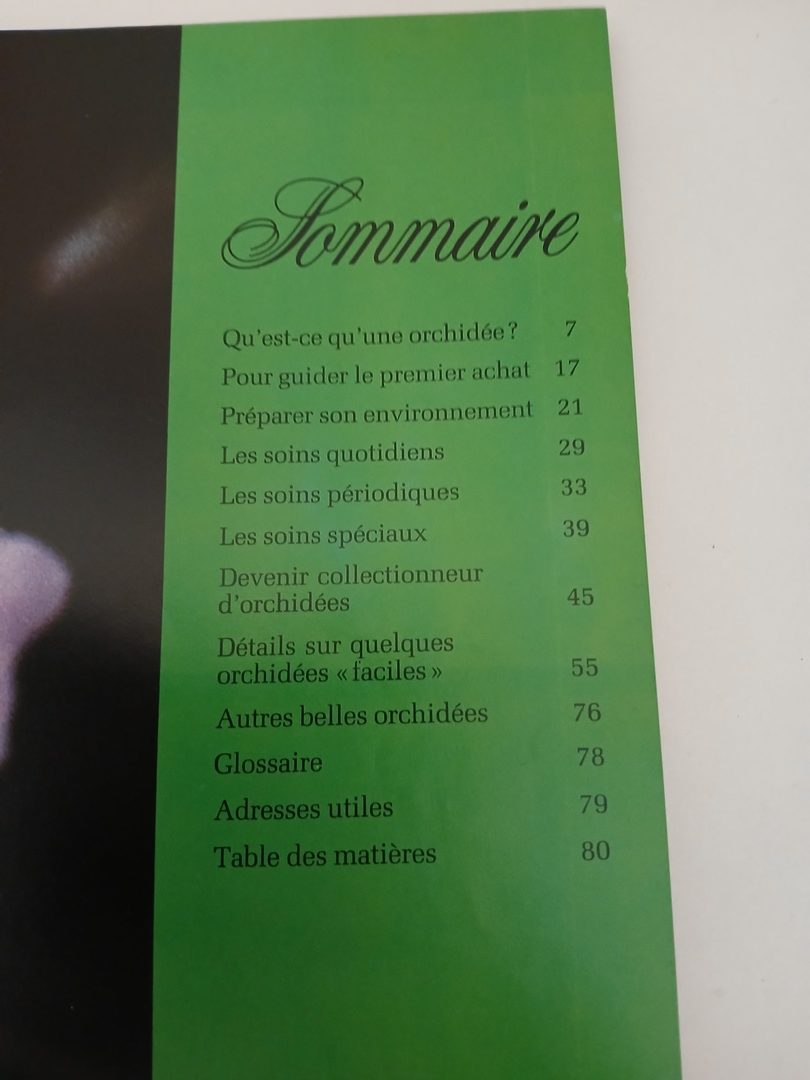 Sommaire
Qu'est-ce qu'une orchidée? 7
Pour guider le premier achat 17
Préparer son environnement 21
Les soins quotidiens 29
Les soins périodiques 33
Les soins spéciaux 39
Devenir collectionneur
d'orchidées 45
Détails sur quelques
orchidées « faciles » 55
Autres belles orchidées 76
Glossaire 78
Adresses utiles 79
Table des matières 80